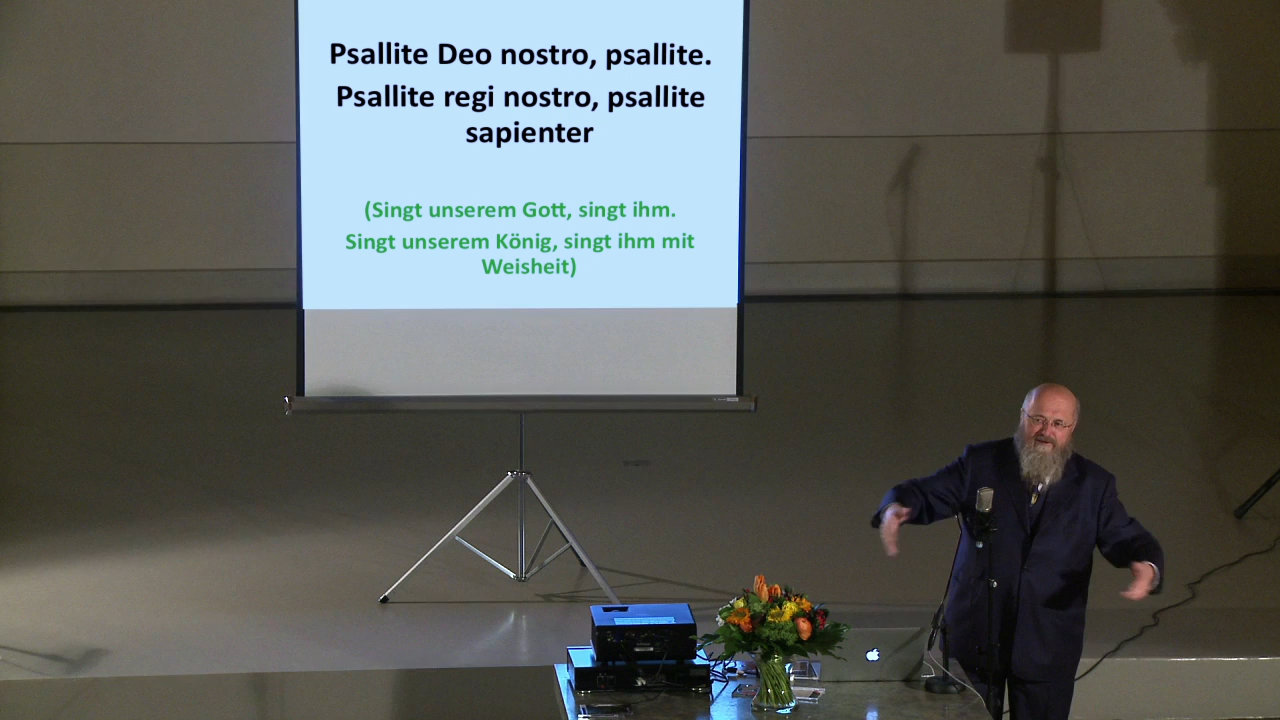 Psallite Deo nostro, psallite.
Psallite regi nostro, psallite
sapienter
(Singt unserem Gott, singt ihm.
Singt unserem König, singt ihm mit
Weisheit)